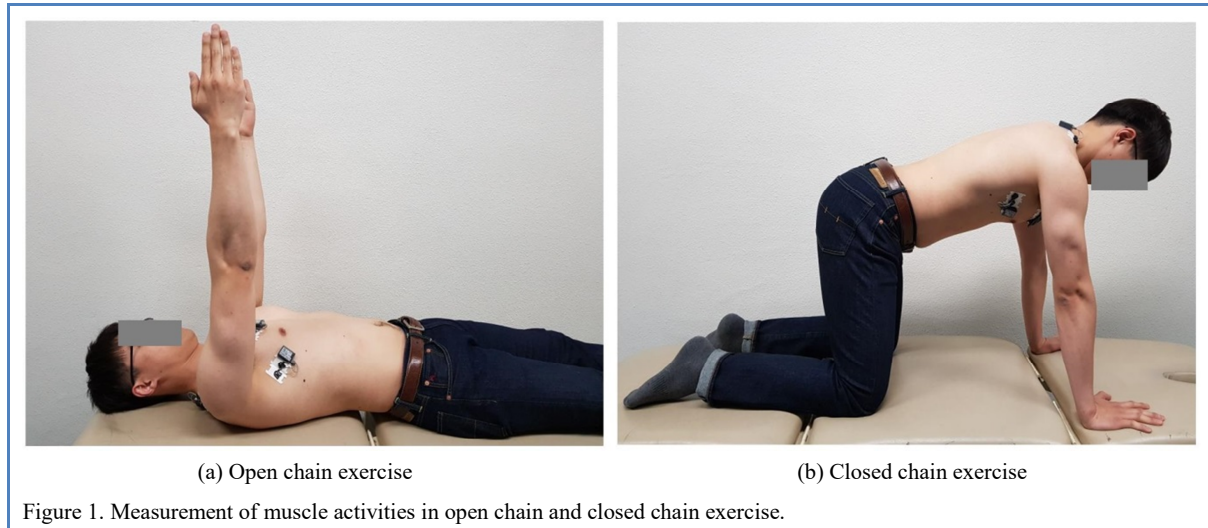 (a) Open chain exercise
(b) Closed chain exercise
Figure 1. Measurement of muscle activities in open chain and closed chain exercise.